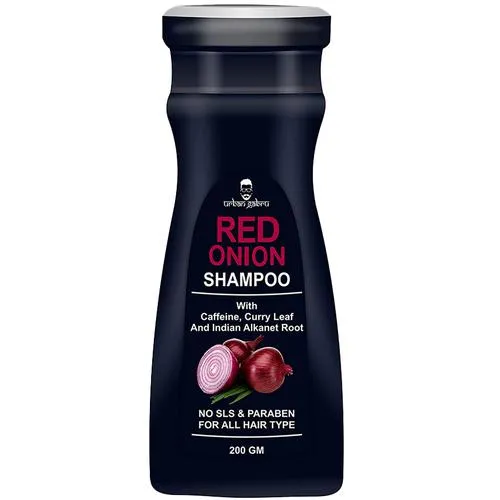 urban gabru
RED
ONION
SHAMPOO
With
Caffeine, Curry Leaf
And Indian Alkanet Root
NO SLS & PARABEN
FOR ALL HAIR TYPE
200 GM